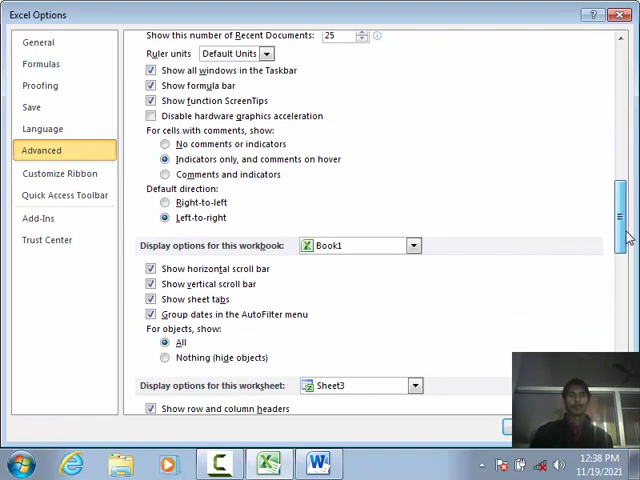 Excel Options
General
Formulas
Proofing
Save
Language
Advanced
Customize Ribbon
Quick Access Toolbar
Add-Ins
Trust Center
Show this number of Recent Documents: 25
Ruler units Default Units
Show all windows in the Taskbar
Show formula bar
Show function ScreenTips
Disable hardware graphics acceleration
For cells with comments, show:
No comments or indicators
Indicators only, and comments on hover
Comments and indicators
Default direction:
Right-to-left
Left-to-right
Display options for this workbook: Book1
Show horizontal scroll bar
Show vertical scroll bar
Show sheet tabs
Group dates in the AutoFilter menu
For objects, show:
All
Nothing (hide objects)
Display options for this worksheet: Sheet3
Show row and column headers
12:38 PM
11/19/2021